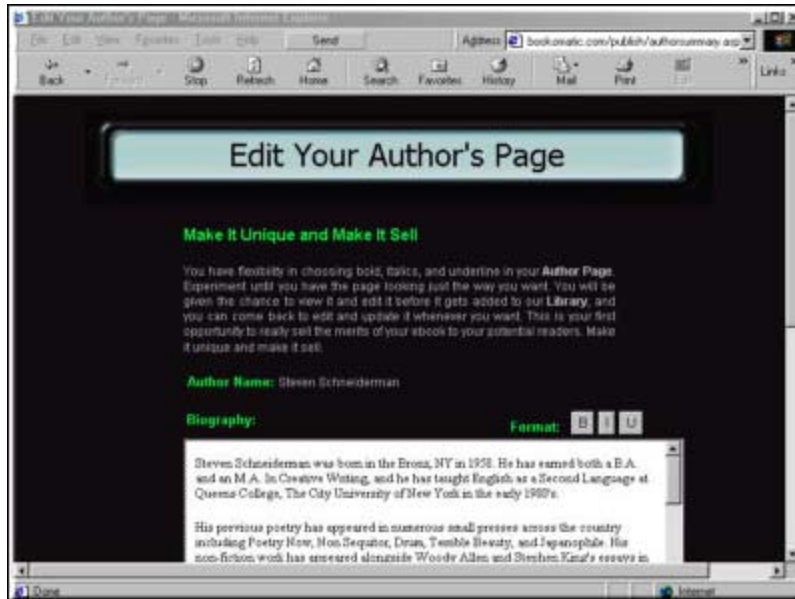 Edit Your Author's Page - Microsoft Internet Explorer
File Edit View Favorites Tools Help Send Address bookomatic.com/publish/authorsummary.asp
Back Forward Stop Refresh Home Search Favorites History Mail Print Edit » Links »
Edit Your Author's Page
Make It Unique and Make It Sell
You have flexibility in choosing bold, italics, and underline in your Author Page.
Experiment until you have the page looking just the way you want. You will be
given the chance to view it and edit it before it gets added to our Library, and
you can come back to edit and update it whenever you want. This is your first
opportunity to really sell the merits of your ebook to your potential readers. Make
it unique and make it sell.
Author Name: Steven Schneiderman
Biography: Format: B I U
Steven Schneiderman was born in the Bronx, NY in 1958. He has earned both a B.A.
and an M.A. In Creative Writing, and he has taught English as a Second Language at
Queens College, The City University of New York in the early 1980's.
His previous poetry has appeared in numerous small presses across the country
including Poetry Now, Non Sequitor, Dram, Terrible Beauty, and Japanophile. His
non-fiction work has appeared alongside Woody Allen and Stephen King's essays in
Done Internet